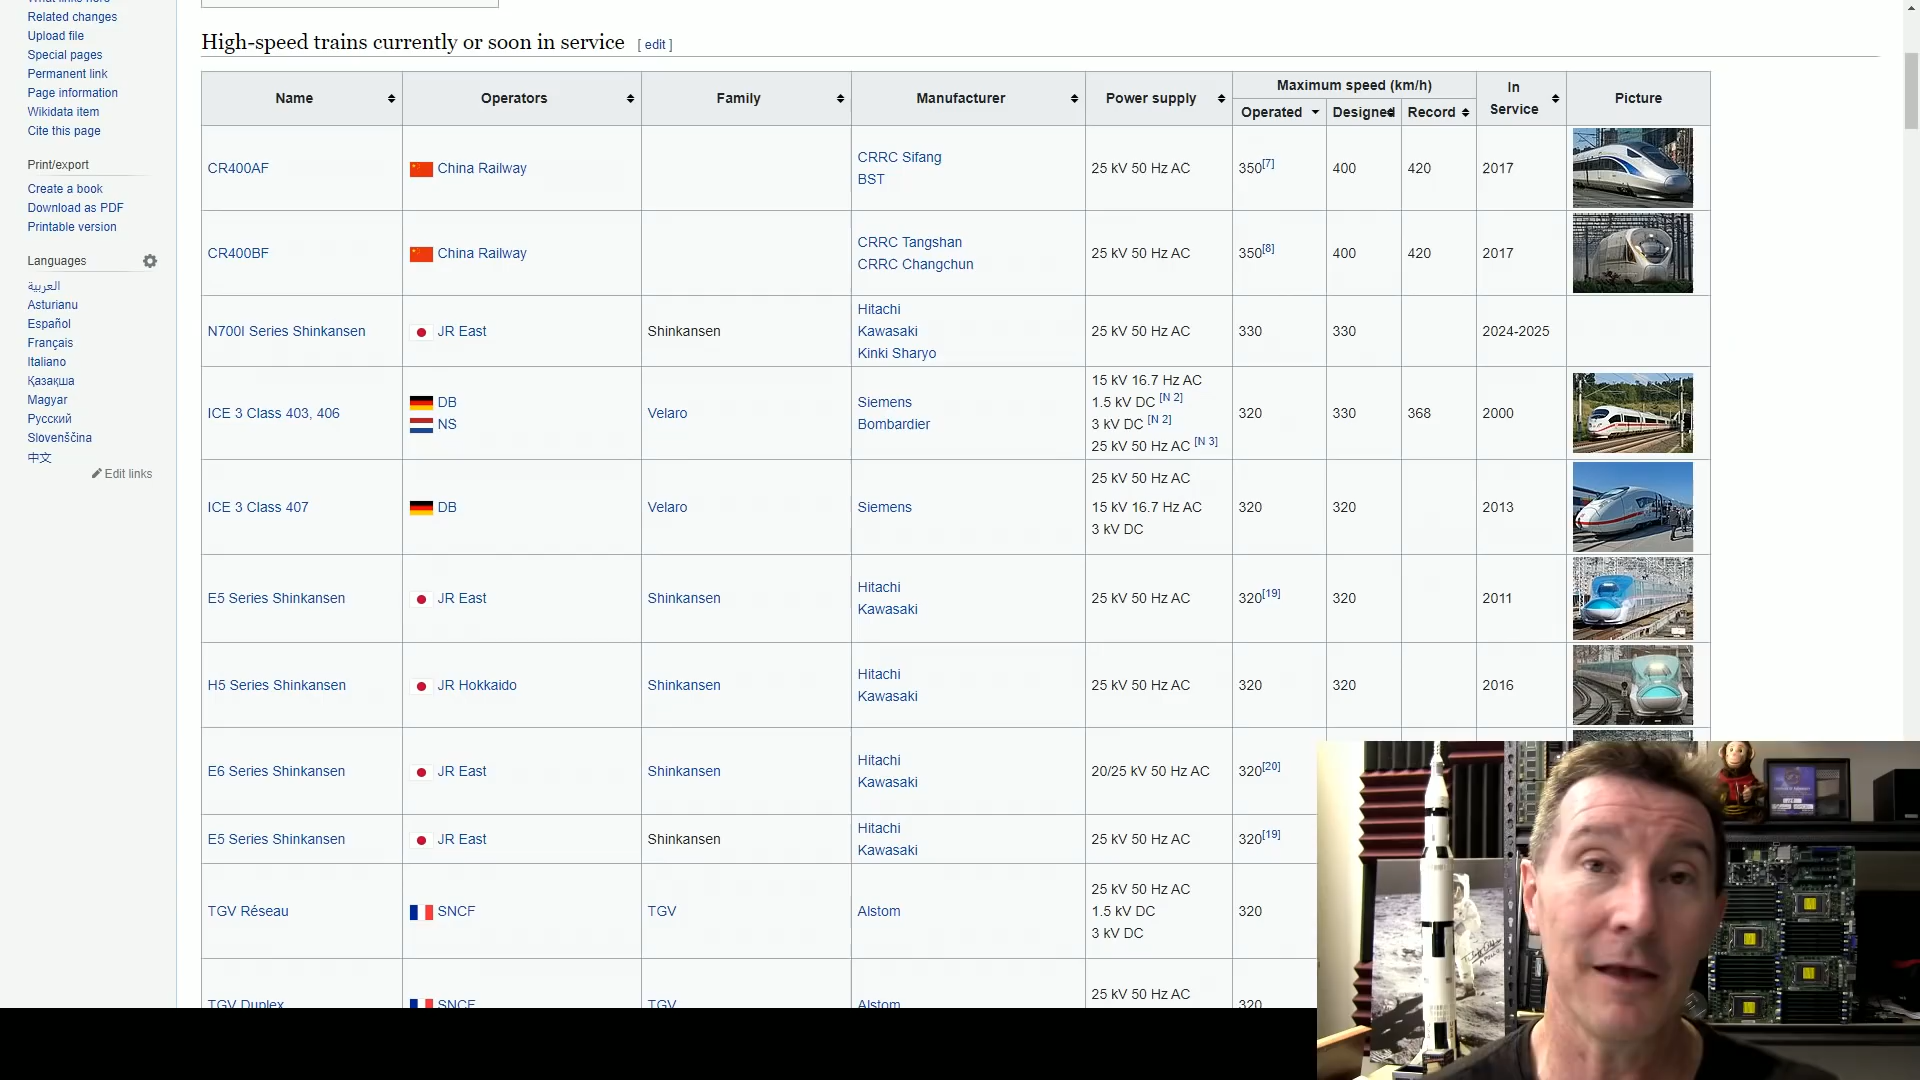 Related changes
Upload file
Special pages
Permanent link
Page information
Wikidata item
Cite this page
Print/export
Create a book
Download as PDF
Printable version
Languages
العربية
Asturianu
Español
Français
Italiano
Қазақша
Magyar
Русский
Slovenščina
中文
Edit links
High-speed trains currently or soon in service [ edit ]
Name Operators Family Manufacturer Power supply Maximum speed (km/h) In Service Picture
Operated Designed Record
CR400AF China Railway CRRC Sifang BST 25 kV 50 Hz AC 350[7] 400 420 2017
CR400BF China Railway CRRC Tangshan CRRC Changchun 25 kV 50 Hz AC 350[8] 400 420 2017
N700I Series Shinkansen JR East Shinkansen Hitachi Kawasaki Kinki Sharyo 25 kV 50 Hz AC 330 330 2024-2025
ICE 3 Class 403, 406 DB NS Velaro Siemens Bombardier 15 kV 16.7 Hz AC 1.5 kV DC [N 2] 3 kV DC [N 2] 25 kV 50 Hz AC [N 3] 320 330 368 2000
ICE 3 Class 407 DB Velaro Siemens 25 kV 50 Hz AC 15 kV 16.7 Hz AC 3 kV DC 320 320 2013
E5 Series Shinkansen JR East Shinkansen Hitachi Kawasaki 25 kV 50 Hz AC 320[19] 320 2011
H5 Series Shinkansen JR Hokkaido Shinkansen Hitachi Kawasaki 25 kV 50 Hz AC 320 320 2016
E6 Series Shinkansen JR East Shinkansen Hitachi Kawasaki 20/25 kV 50 Hz AC 320[20]
E5 Series Shinkansen JR East Shinkansen Hitachi Kawasaki 25 kV 50 Hz AC 320[19]
TGV Réseau SNCF TGV Alstom 25 kV 50 Hz AC 1.5 kV DC 3 kV DC 320
TGV Duplex SNCF TGV Alstom 25 kV 50 Hz AC 320